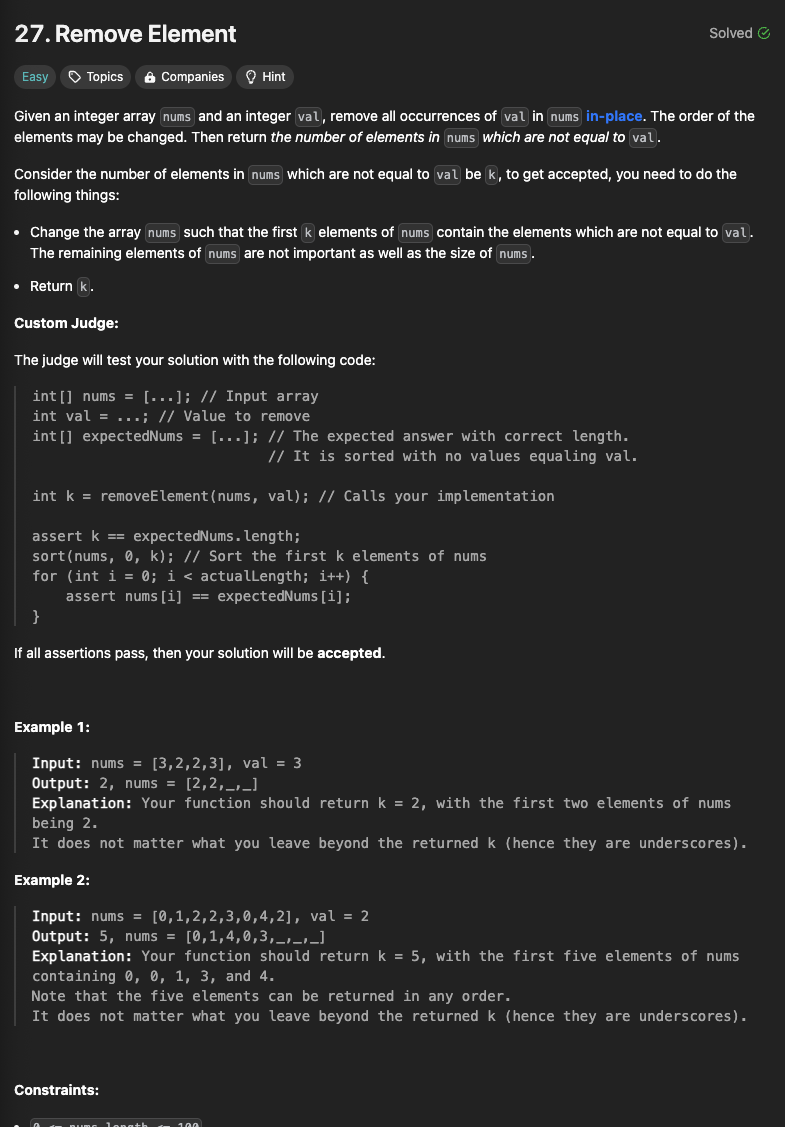 27. Remove Element
Solved
Easy
Topics
Companies
Hint
Given an integer array nums and an integer val, remove all occurrences of val in nums in-place. The order of the
elements may be changed. Then return the number of elements in nums which are not equal to val.
Consider the number of elements in nums which are not equal to val be k, to get accepted, you need to do the
following things:
• Change the array nums such that the first k elements of nums contain the elements which are not equal to val.
The remaining elements of nums are not important as well as the size of nums.
• Return k.
Custom Judge:
The judge will test your solution with the following code:
int[] nums = [...]; // Input array
int val = ...; // Value to remove
int[] expectedNums = [...]; // The expected answer with correct length.
// It is sorted with no values equaling val.
int k = removeElement(nums, val); // Calls your implementation
assert k == expectedNums.length;
sort(nums, 0, k); // Sort the first k elements of nums
for (int i = 0; i < actualLength; i++) {
assert nums[i] == expectedNums[i];
}
If all assertions pass, then your solution will be accepted.
Example 1:
Input: nums = [3,2,2,3], val = 3
Output: 2, nums = [2,2,_,_]
Explanation: Your function should return k = 2, with the first two elements of nums
being 2.
It does not matter what you leave beyond the returned k (hence they are underscores).
Example 2:
Input: nums = [0,1,2,2,3,0,4,2], val = 2
Output: 5, nums = [0,1,4,0,3,_,_,_]
Explanation: Your function should return k = 5, with the first five elements of nums
containing 0, 0, 1, 3, and 4.
Note that the five elements can be returned in any order.
It does not matter what you leave beyond the returned k (hence they are underscores).
Constraints:
• 0 <= nums.length <= 100